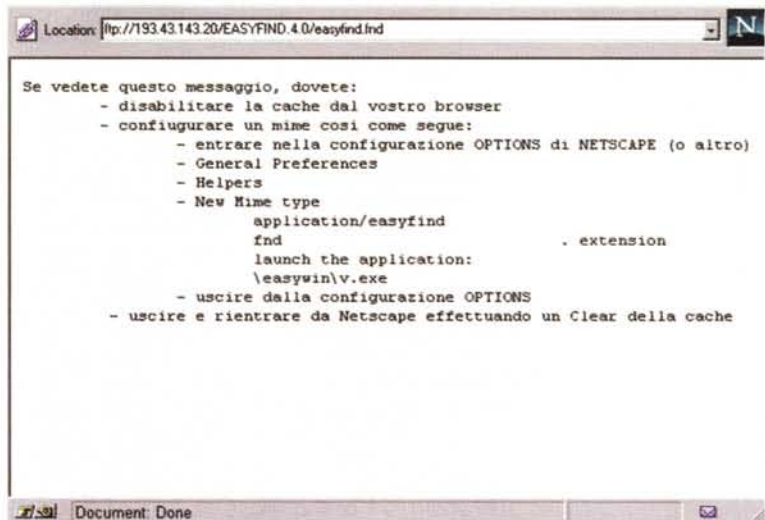 Location: ftp://193.43.143.20/EASYFIND.4.0/easyfind.fnd
N
Se vedete questo messaggio, dovete:
- disabilitare la cache dal vostro browser
- confiugurare un mime cosi come segue:
- entrare nella configurazione OPTIONS di NETSCAPE (o altro)
- General Preferences
- Helpers
- New Mime type
application/easyfind
fnd . extension
launch the application:
\easywin\v.exe
- uscire dalla configurazione OPTIONS
- uscire e rientrare da Netscape effettuando un Clear della cache
Document: Done